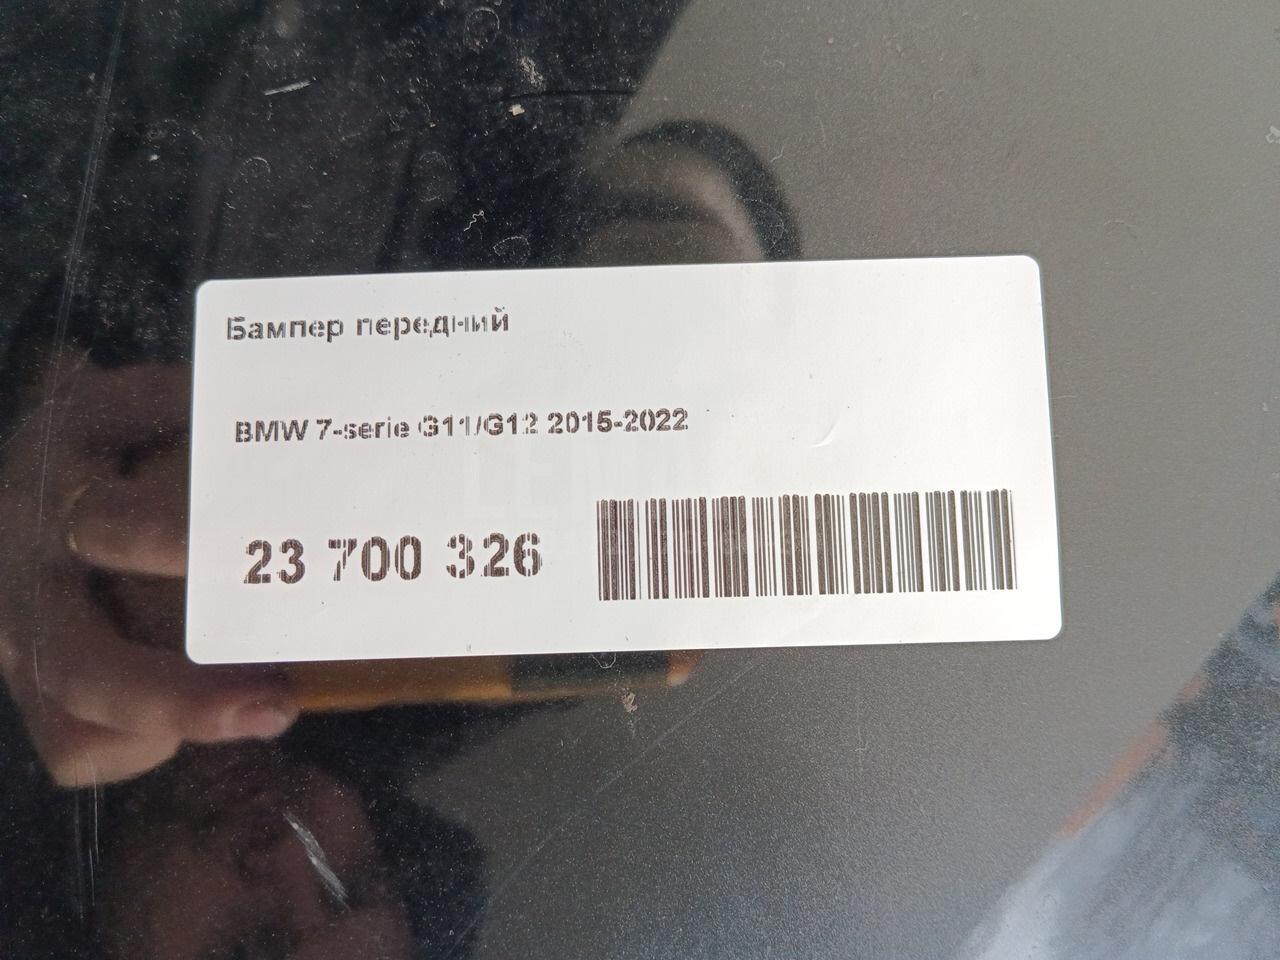 Бампер передний
BMW 7-serie G11/G12 2015-2022
23 700 326